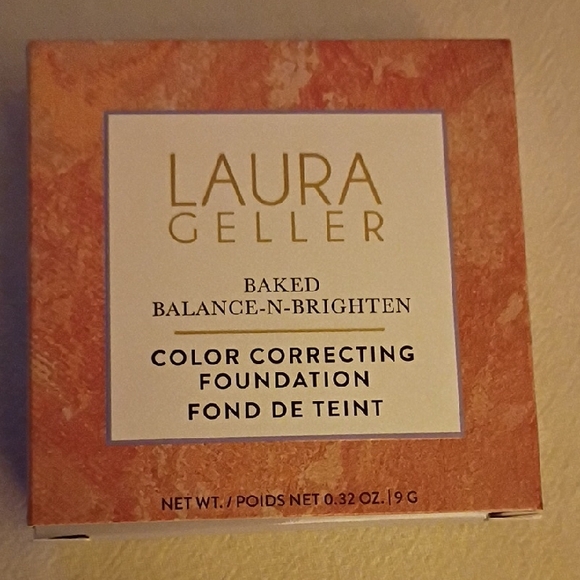 LAURA
GELLER
BAKED
BALANCE-N-BRIGHTEN
COLOR CORRECTING
FOUNDATION
FOND DE TEINT
NET WT. / POIDS NET 0.32 OZ. | 9 G